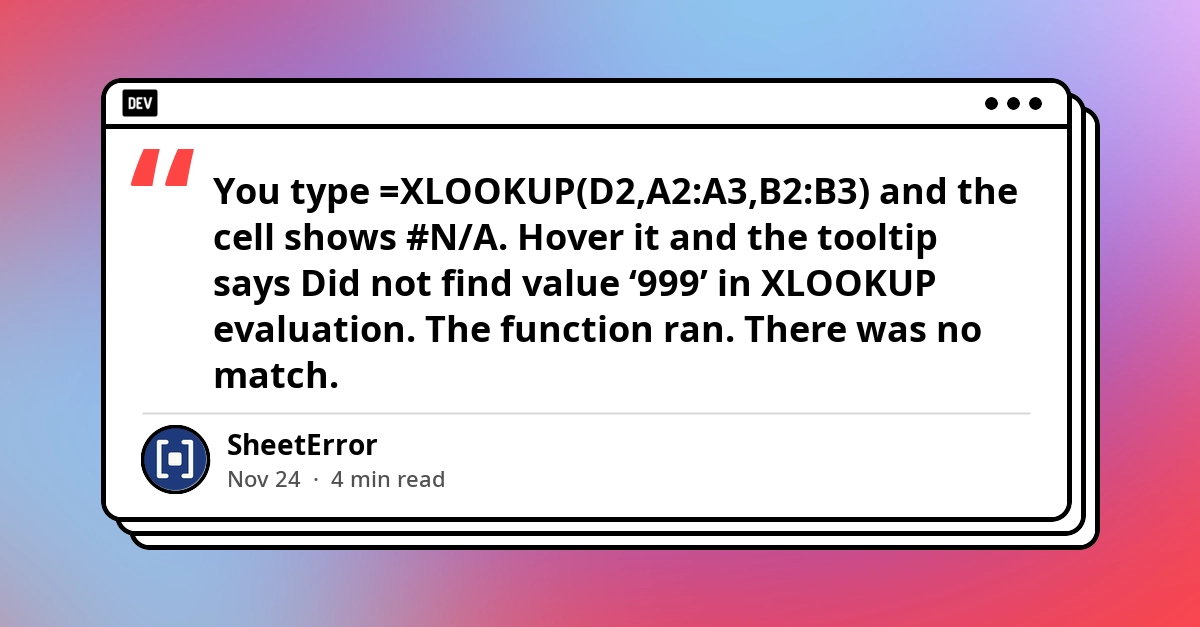 DEV
“
You type =XLOOKUP(D2,A2:A3,B2:B3) and the
cell shows #N/A. Hover it and the tooltip
says Did not find value ‘999’ in XLOOKUP
evaluation. The function ran. There was no
match.
SheetError
Nov 24 · 4 min read